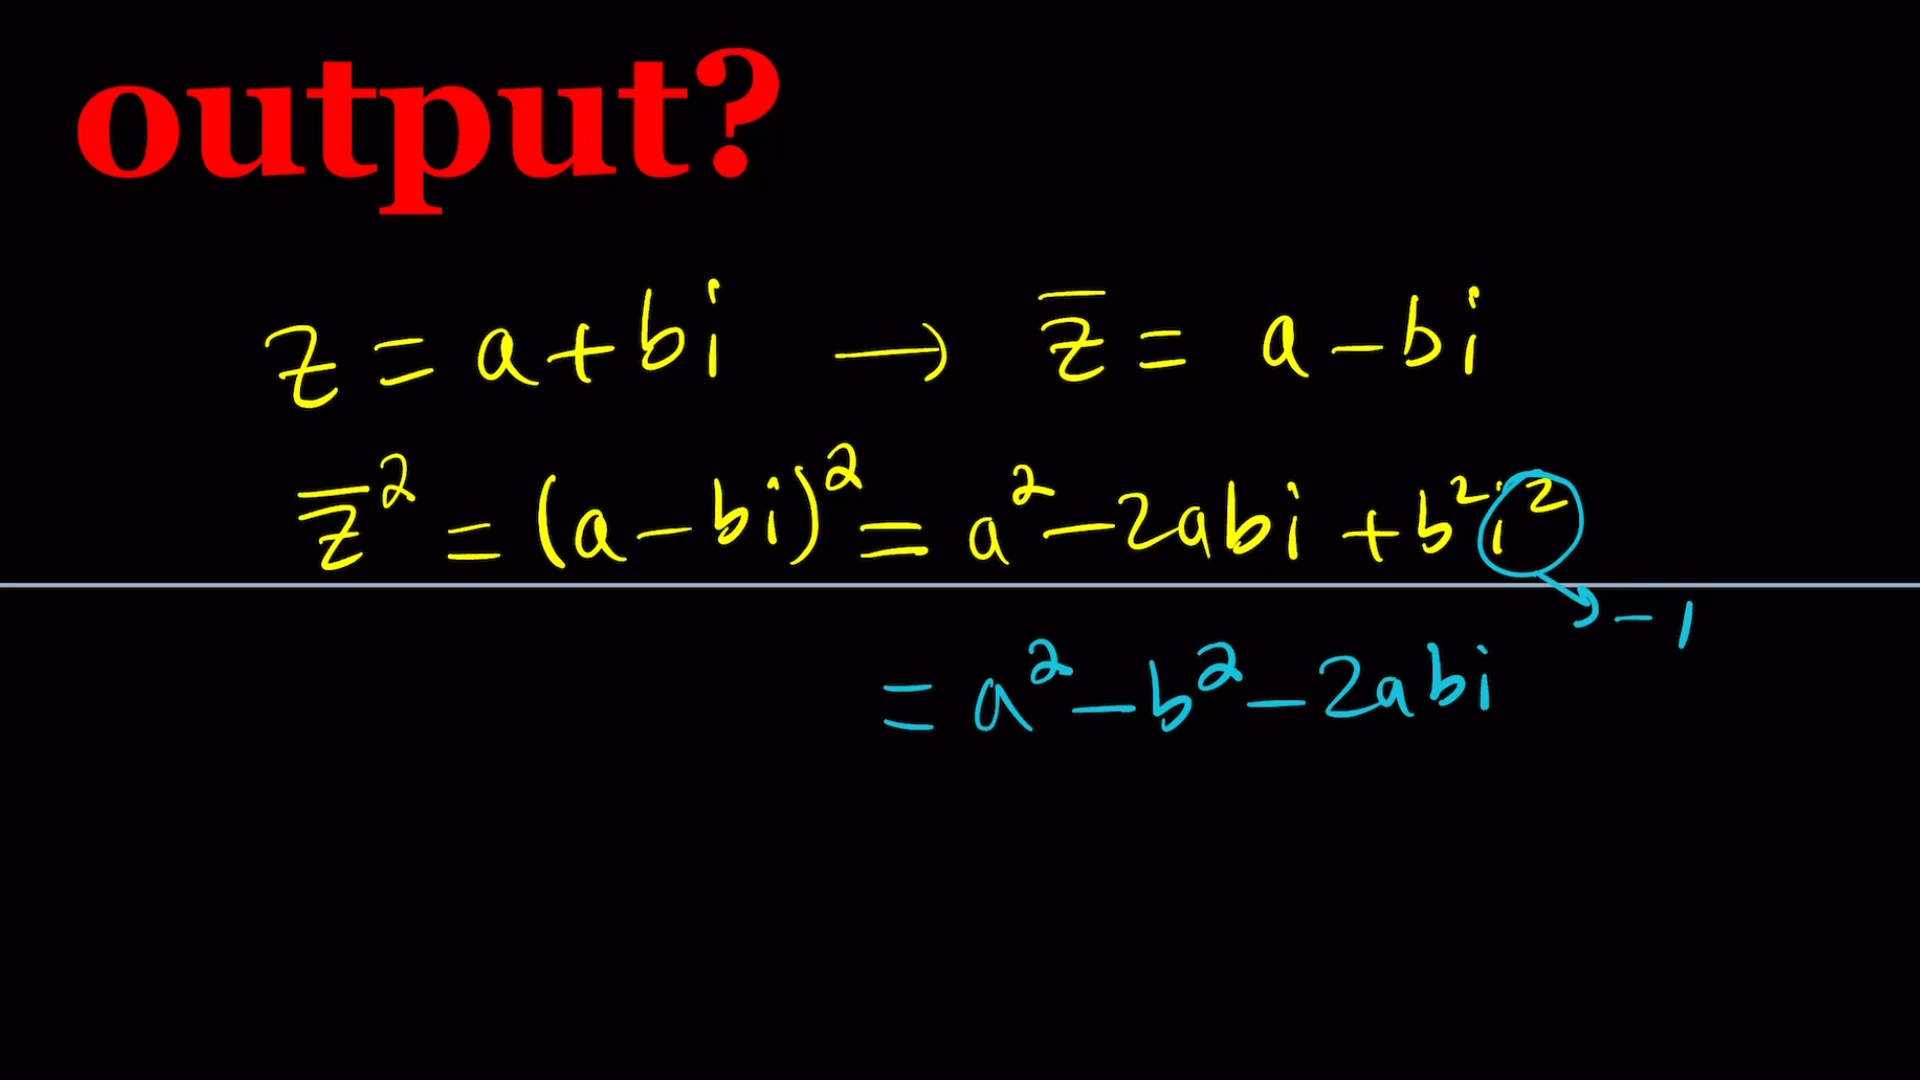 output?
z = a + bi → z̅ = a - bi
z̅² = (a - bi)² = a² - 2abi + b²i²
-1
= a² - b² - 2abi